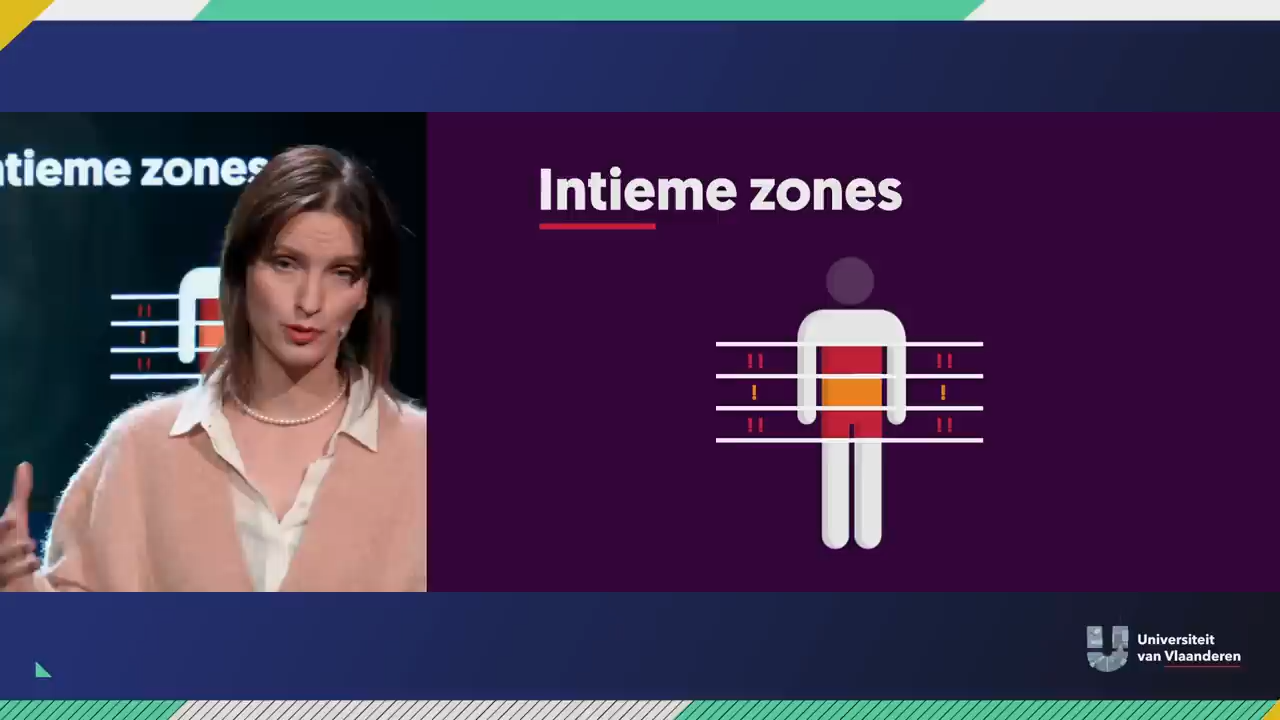 ntieme zones
!!
!
!!
Intieme zones
!! !!
! !
!! !!
Universiteit
van Vlaanderen